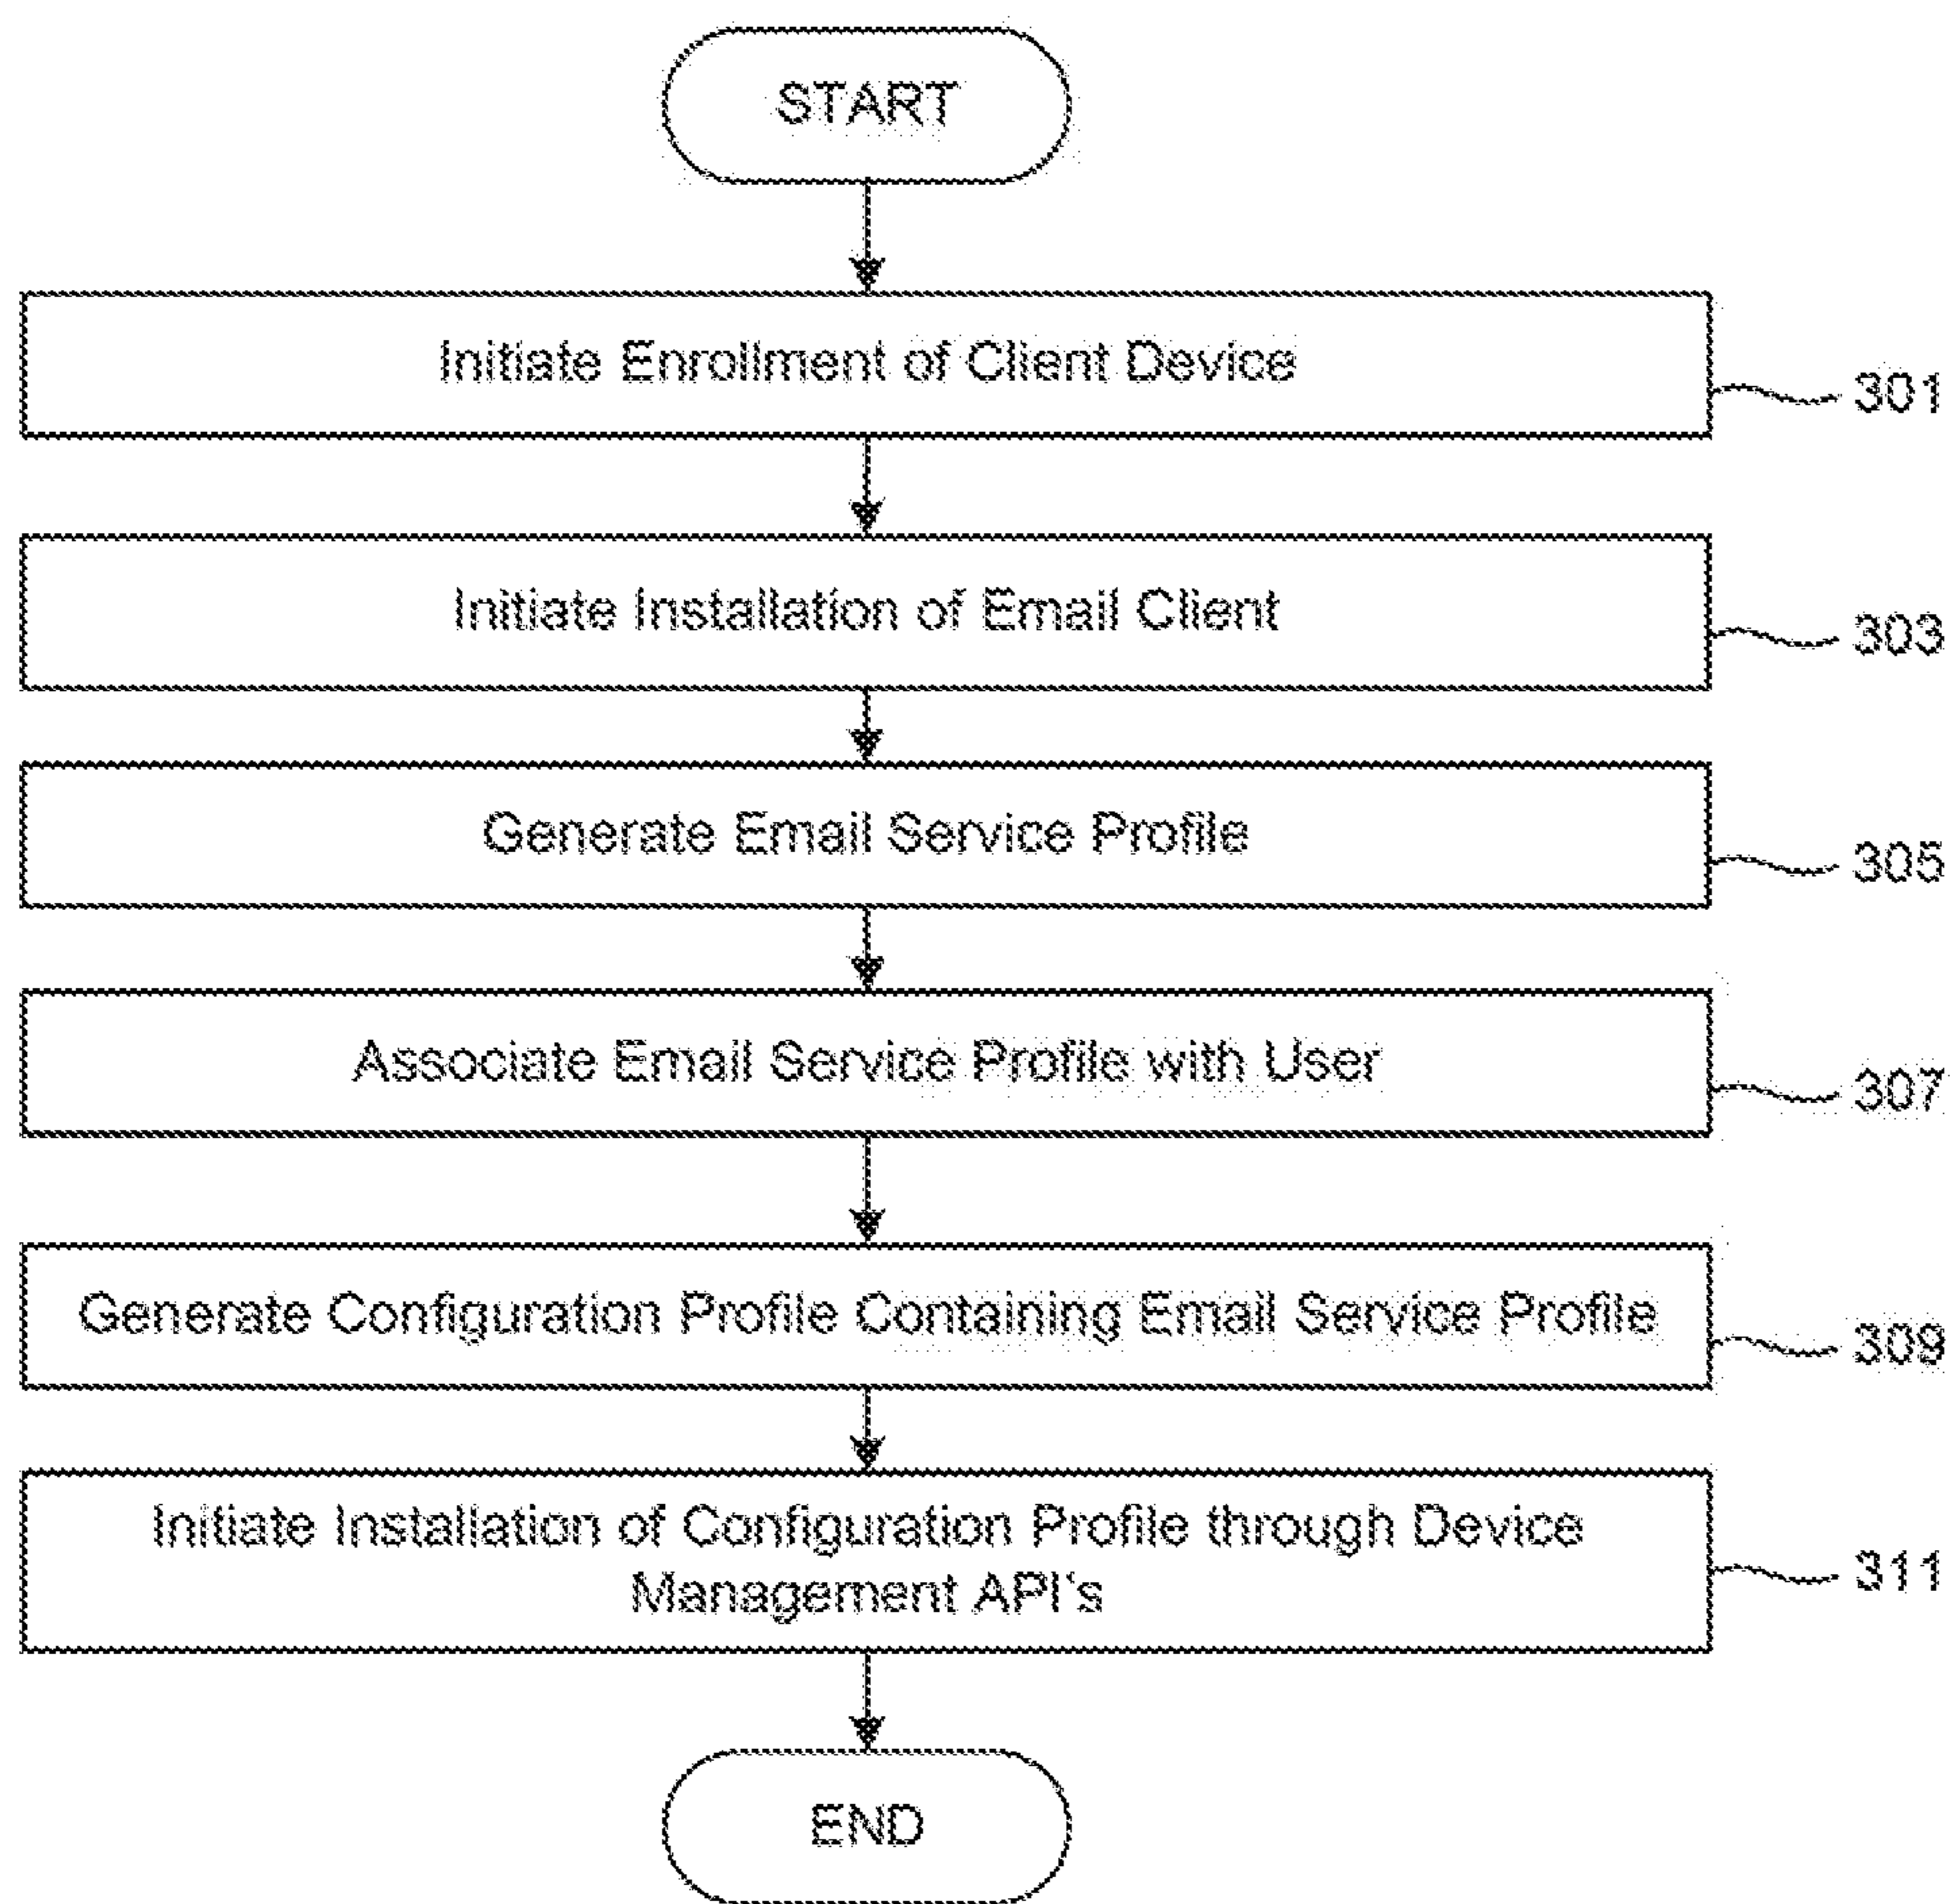 START
Initiate Enrollment of Client Device
301
Initiate Installation of Email Client
303
Generate Email Service Profile
305
Associate Email Service Profile with User
307
Generate Configuration Profile Containing Email Service Profile
309
Initiate Installation of Configuration Profile through Device
Management API's
311
END